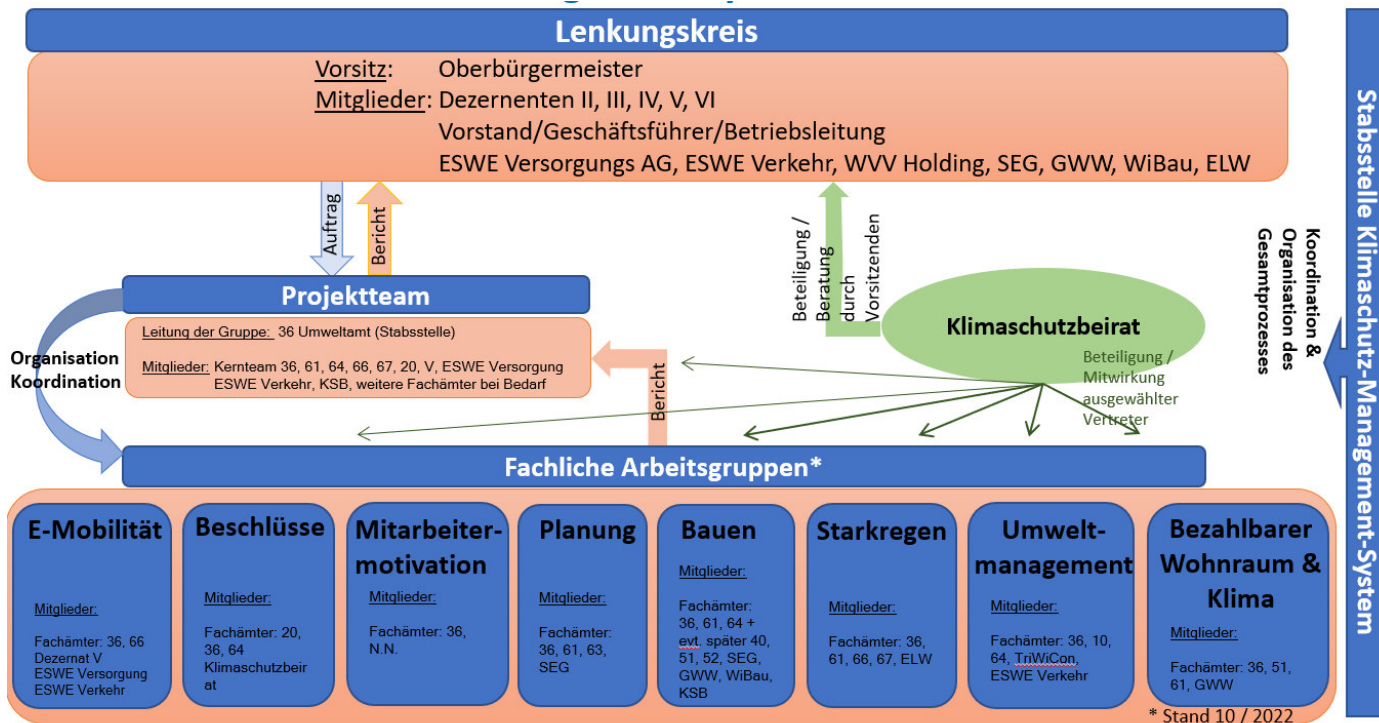 Lenkungskreis
Vorsitz: Oberbürgermeister
Mitglieder: Dezernenten II, III, IV, V, VI
Vorstand/Geschäftsführer/Betriebsleitung
ESWE Versorgungs AG, ESWE Verkehr, WVV Holding, SEG, GWW, WiBau, ELW
Auftrag
Bericht
Beteiligung /
Beratung
durch
Vorsitzenden
Klimaschutzbeirat
Beteiligung /
Mitwirkung
ausgewählter
Vertreter
Koordination &
Organisation des
Gesamtprozesses
Stabsstelle Klimaschutz-Management-System
Projektteam
Leitung der Gruppe: 36 Umweltamt (Stabsstelle)
Mitglieder: Kernteam 36, 61, 64, 66, 67, 20, V, ESWE Versorgung
ESWE Verkehr, KSB, weitere Fachämter bei Bedarf
Organisation
Koordination
Bericht
Fachliche Arbeitsgruppen*
E-Mobilität
Mitglieder:
Fachämter: 36, 66
Dezernat V
ESWE Versorgung
ESWE Verkehr
Beschlüsse
Mitglieder:
Fachämter: 20,
36, 64
Klimaschutzbeir
at
Mitarbeiter-
motivation
Mitglieder:
Fachämter: 36,
N.N.
Planung
Mitglieder:
Fachämter:
36, 61, 63,
SEG
Bauen
Mitglieder:
Fachämter:
36, 61, 64 +
evt. später 40,
51, 52, SEG,
GWW, WiBau,
KSB
Starkregen
Mitglieder:
Fachämter: 36,
61, 66, 67, ELW
Umwelt-
management
Mitglieder:
Fachämter: 36, 10,
64, TriWiCon,
ESWE Verkehr
Bezahlbarer
Wohnraum &
Klima
Mitglieder:
Fachämter: 36, 51,
61, GWW
* Stand 10 / 2022